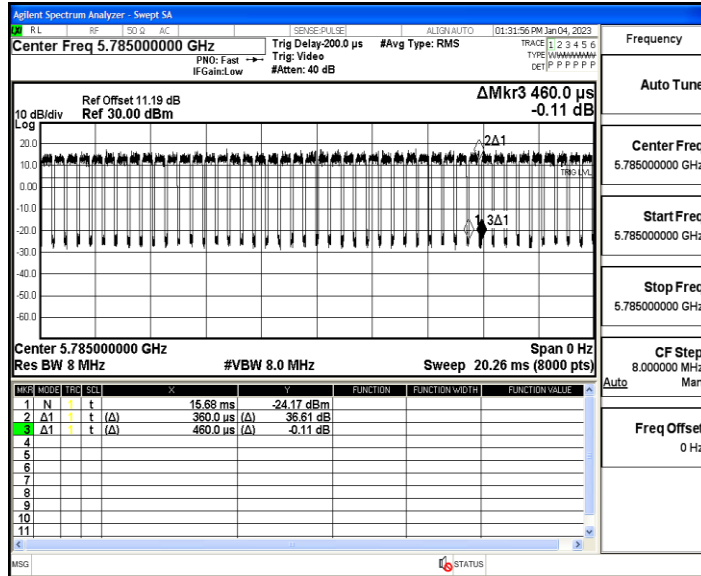 Agilent Spectrum Analyzer - Swept SA
RL RF 50 Ω AC SENSE:PULSE ALIGN AUTO 01:31:56 PM Jan 04, 2023
Center Freq 5.785000000 GHz
PNO: Fast
IFGain:Low
Trig Delay-200.0 µs
Trig: Video
#Atten: 40 dB
#Avg Type: RMS
TRACE 1 2 3 4 5 6
TYPE
DET P P P P P P
Frequency
Auto Tune
Center Freq
5.785000000 GHz
Start Freq
5.785000000 GHz
Stop Freq
5.785000000 GHz
CF Step
8.000000 MHz
Auto Man
Freq Offset
0 Hz
ΔMkr3 460.0 µs
-0.11 dB
Ref Offset 11.19 dB
10 dB/div Ref 30.00 dBm
Log
20.0
10.0
0.00
-10.0
-20.0
-30.0
-40.0
-50.0
-60.0
2Δ1
TRIG LVL
1 3Δ1
Center 5.785000000 GHz Span 0 Hz
Res BW 8 MHz #VBW 8.0 MHz Sweep 20.26 ms (8000 pts)
MKR MODE TRC SCL X Y FUNCTION FUNCTION WIDTH FUNCTION VALUE
1 N 1 t 15.68 ms -24.17 dBm
2 Δ1 1 t (Δ) 360.0 µs (Δ) 36.61 dB
3 Δ1 1 t (Δ) 460.0 µs (Δ) -0.11 dB
4
5
6
7
8
9
10
11
MSG STATUS